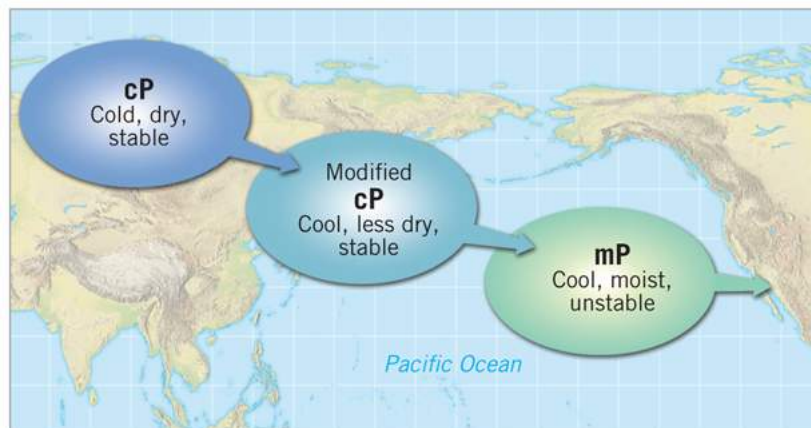 cP
Cold, dry,
stable
Modified
cP
Cool, less dry,
stable
mP
Cool, moist,
unstable
Pacific Ocean